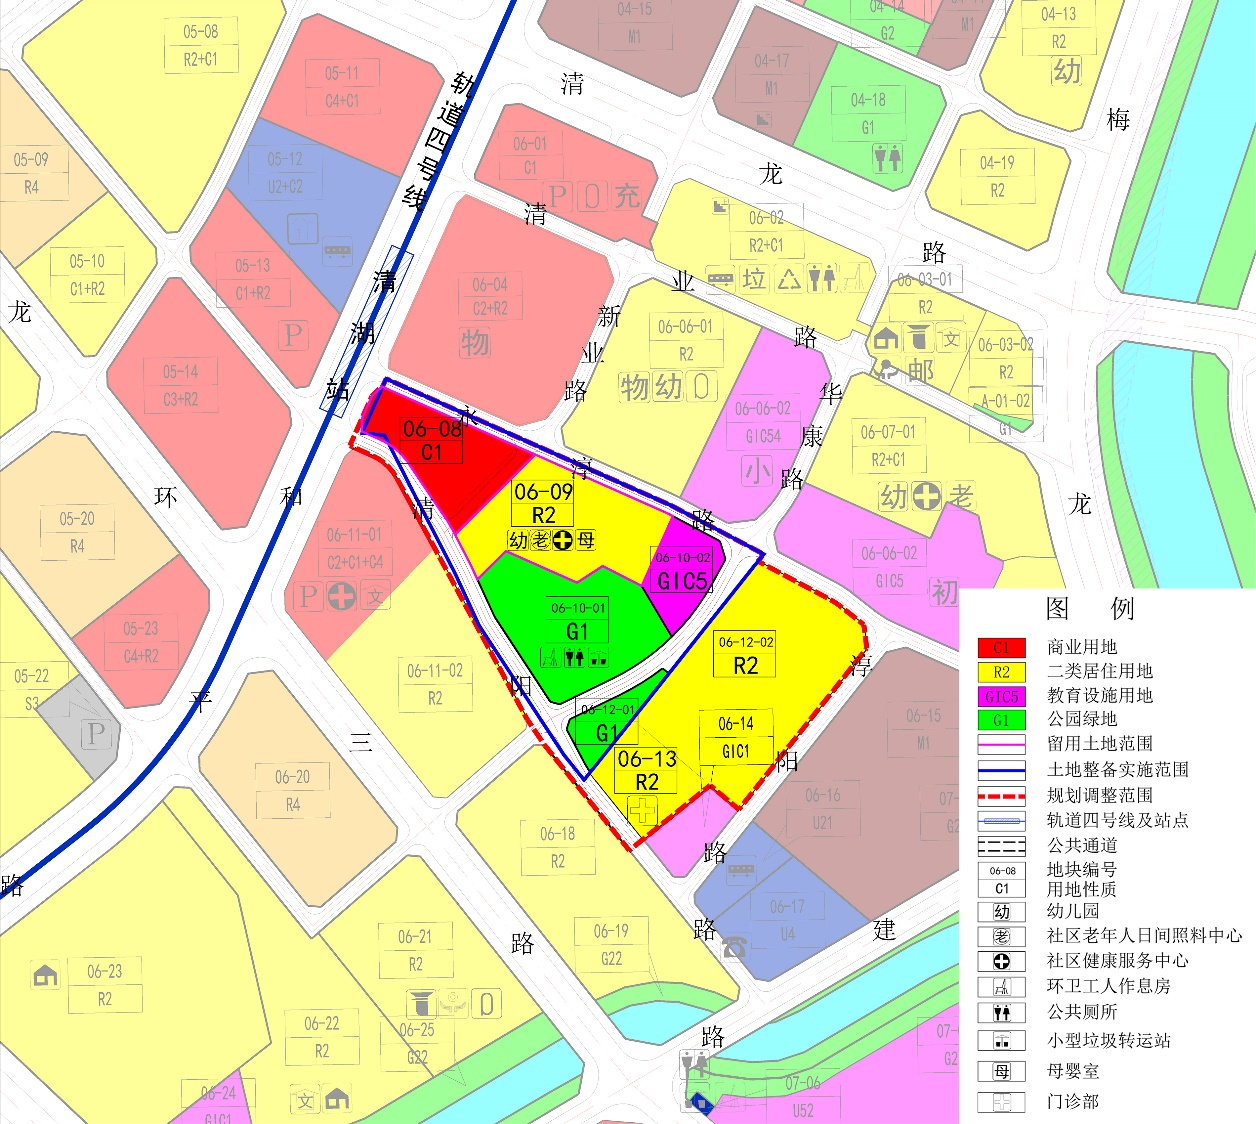 05-08
R2+C1
05-11
C4+C1
轨道四号线
清
04-15
M1
04-14
G2
M1
04-13
R2
幼
04-17
M1
04-18
G1
梅
05-09
R4
05-12
U2+C2
06-01
C1
P
充
龙
04-19
R2
清
06-02
R2+C1
垃
路
05-10
C1+R2
05-13
C1+R2
P
清湖站
06-04
C2+R2
物
业
新
业
路
06-03-01
R2
文
邮
06-03-02
R2
A-01-02
G1
龙
05-14
C3+R2
06-06-01
R2
物 幼
路
华
康
路
06-06-02
GIC54
小
06-07-01
R2+C1
幼 老
龙
06-08
C1
永
淳
路
06-09
R2
幼 老 母
05-20
R4
环
和
清
06-11-01
C2+C1+C4
P
文
06-10-02
GIC5
06-06-02
GIC5
初
06-10-01
G1
05-23
C4+R2
06-12-02
R2
淳
05-22
S3
P
平
06-11-02
R2
阳
06-12-01
G1
06-14
GIC1
06-15
M1
三
06-13
R2
阳
06-20
R4
06-16
U21
路
06-18
R2
路
路
06-17
U4
建
06-21
R2
路
06-19
G22
06-23
R2
06-22
R2
06-25
G22
路
文
06-24
GIC1
07-06
U52
图 例
C1 商业用地
R2 二类居住用地
GIC5 教育设施用地
G1 公园绿地
留用土地范围
土地整备实施范围
规划调整范围
轨道四号线及站点
公共通道
06-08 地块编号
C1 用地性质
幼 幼儿园
老 社区老年人日间照料中心
社区健康服务中心
环卫工人作息房
公共厕所
小型垃圾转运站
母 母婴室
门诊部